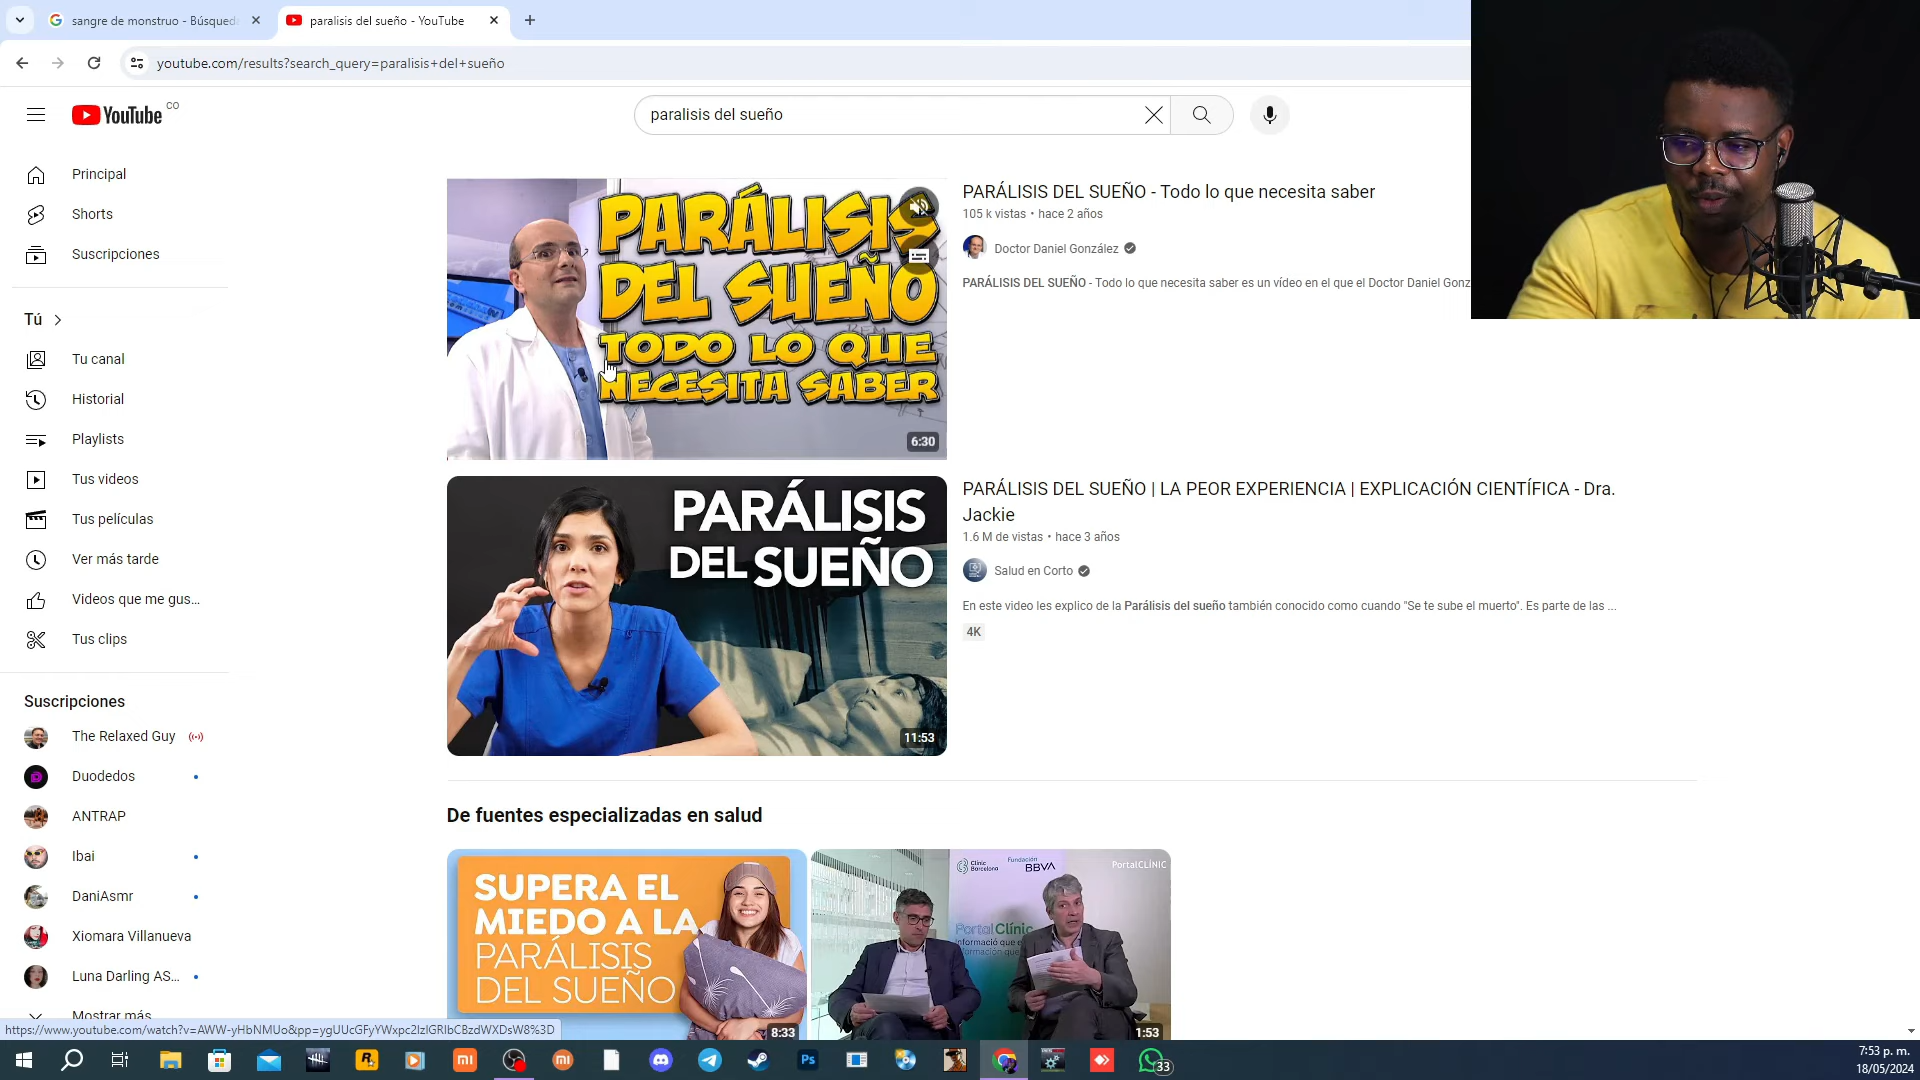 sangre de monstruo - Búsqued
paralisis del sueño - YouTube
youtube.com/results?search_query=paralisis+del+sueño
YouTube CO
paralisis del sueño
Principal
Shorts
Suscripciones
Tú
Tu canal
Historial
Playlists
Tus videos
Tus películas
Ver más tarde
Videos que me gus...
Tus clips
Suscripciones
The Relaxed Guy
Duodedos
ANTRAP
Ibai
DaniAsmr
Xiomara Villanueva
Luna Darling AS...
Mostrar más
PARÁLISIS
DEL SUEÑO
TODO LO QUE
NECESITA SABER
6:30
PARÁLISIS DEL SUEÑO - Todo lo que necesita saber
105 k vistas • hace 2 años
Doctor Daniel González
PARÁLISIS DEL SUEÑO - Todo lo que necesita saber es un vídeo en el que el Doctor Daniel Gonz
PARÁLISIS
DEL SUEÑO
11:53
PARÁLISIS DEL SUEÑO | LA PEOR EXPERIENCIA | EXPLICACIÓN CIENTÍFICA - Dra.
Jackie
1.6 M de vistas • hace 3 años
Salud en Corto
En este video les explico de la Parálisis del sueño también conocido como cuando "Se te sube el muerto". Es parte de las ...
4K
De fuentes especializadas en salud
SUPERA EL
MIEDO A LA
PARÁLISIS
DEL SUEÑO
8:33
Clínic
Barcelona
Fundación
BBVA
PortalCLÍNIC
PortalClínic
1:53
https://www.youtube.com/watch?v=AWW-yHbNMUo&pp=ygUUcGFyYWxpc2lzIGRlbCBzdWXDsW8%3D
33
7:53 p. m.
18/05/2024